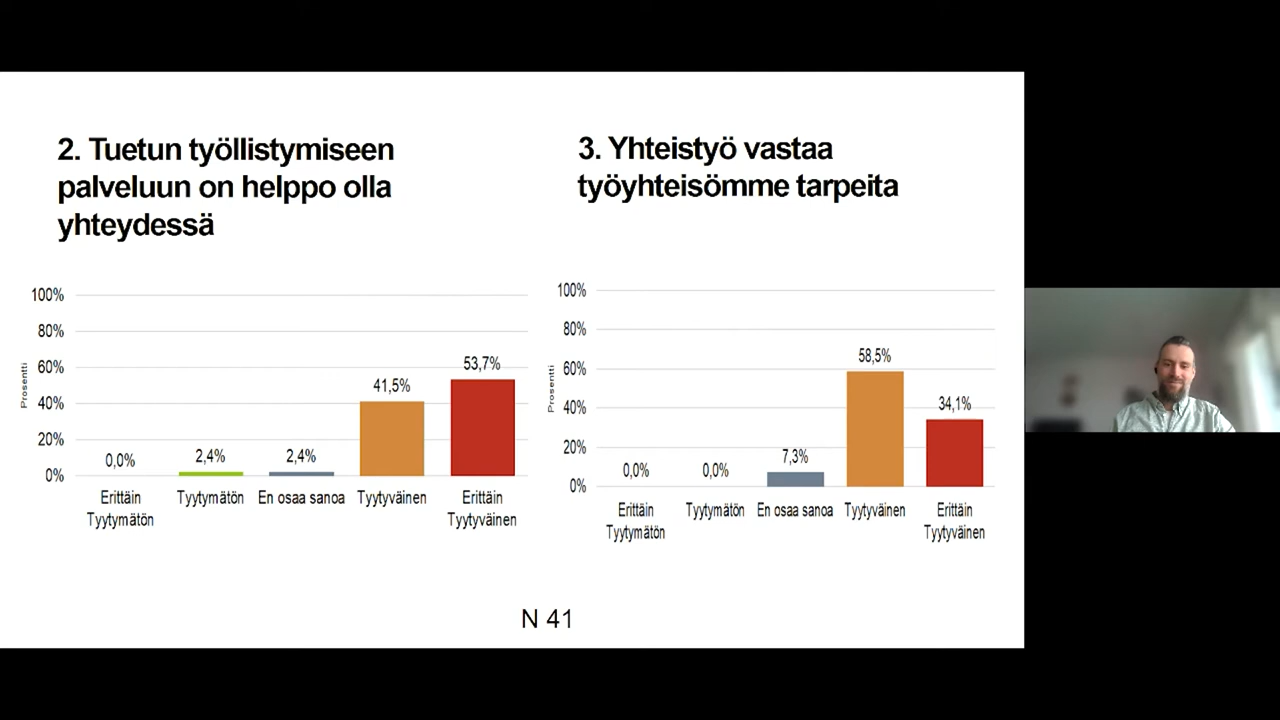 2. Tuetun työllistymiseen
palveluun on helppo olla
yhteydessä
100%
80%
60%
40%
20%
0%
Prosentti
0,0%
2,4%
2,4%
41,5%
53,7%
Erittäin
Tyytymätön
Tyytymätön
En osaa sanoa
Tyytyväinen
Erittäin
Tyytyväinen
3. Yhteistyö vastaa
työyhteisömme tarpeita
100%
80%
60%
40%
20%
0%
Prosentti
0,0%
0,0%
7,3%
58,5%
34,1%
Erittäin
Tyytymätön
Tyytymätön
En osaa sanoa
Tyytyväinen
Erittäin
Tyytyväinen
N 41